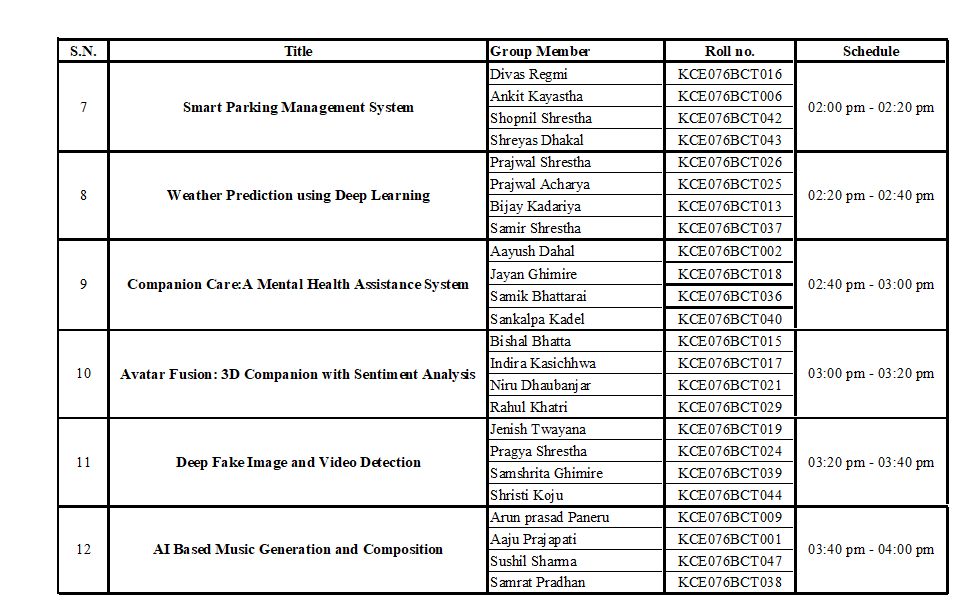 S.N. Title Group Member Roll no. Schedule
7 Smart Parking Management System Divas Regmi KCE076BCT016 02:00 pm - 02:20 pm
Ankit Kayastha KCE076BCT006
Shopnil Shrestha KCE076BCT042
Shreyas Dhakal KCE076BCT043
8 Weather Prediction using Deep Learning Prajwal Shrestha KCE076BCT026 02:20 pm - 02:40 pm
Prajwal Acharya KCE076BCT025
Bijay Kadariya KCE076BCT013
Samir Shrestha KCE076BCT037
9 Companion Care:A Mental Health Assistance System Aayush Dahal KCE076BCT002 02:40 pm - 03:00 pm
Jayan Ghimire KCE076BCT018
Samik Bhattarai KCE076BCT036
Sankalpa Kadel KCE076BCT040
10 Avatar Fusion: 3D Companion with Sentiment Analysis Bishal Bhatta KCE076BCT015 03:00 pm - 03:20 pm
Indira Kasichhwa KCE076BCT017
Niru Dhaubanjar KCE076BCT021
Rahul Khatri KCE076BCT029
11 Deep Fake Image and Video Detection Jenish Twayana KCE076BCT019 03:20 pm - 03:40 pm
Pragya Shrestha KCE076BCT024
Samshrita Ghimire KCE076BCT039
Shristi Koju KCE076BCT044
12 AI Based Music Generation and Composition Arun prasad Paneru KCE076BCT009 03:40 pm - 04:00 pm
Aaju Prajapati KCE076BCT001
Sushil Sharma KCE076BCT047
Samrat Pradhan KCE076BCT038